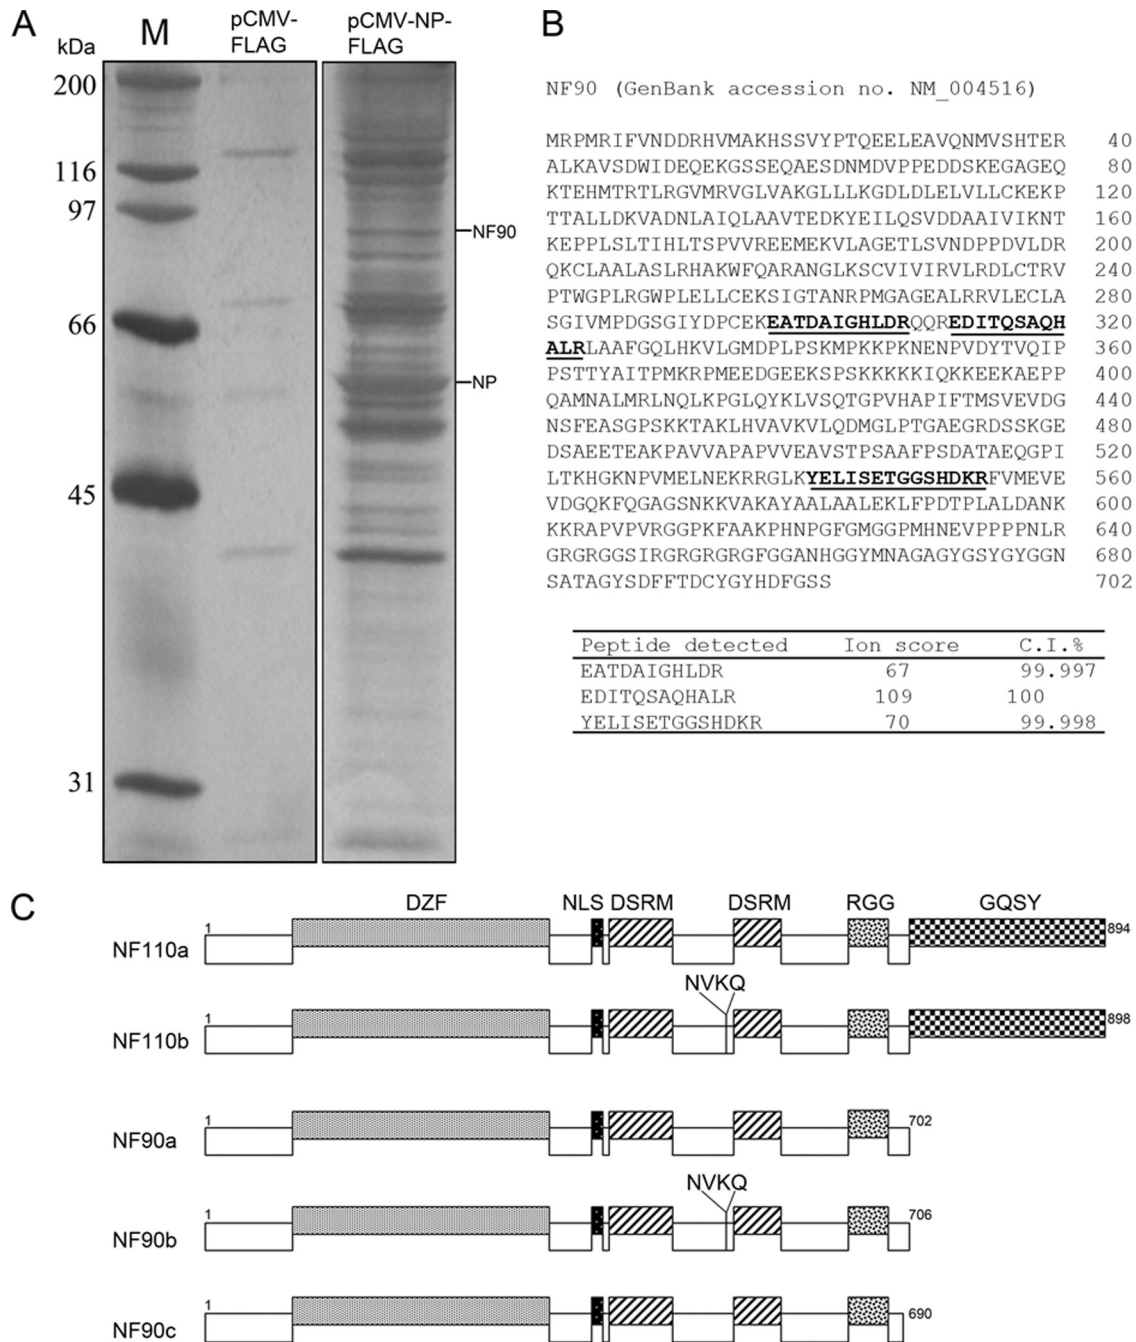 A
kDa
M
pCMV-
FLAG
pCMV-NP-
FLAG
200
116
97
66
45
31
NF90
NP
B
NF90 (GenBank accession no. NM_004516)
MRPMRIFVNDDRHVMAKHSSVYPTQEELEAVQNMVSHTER 40
ALKAVSDWIDEQEKGSSEQAESDNMDVPPEDDSKEGAGEQ 80
KTEHMTRTLRGVMRVGLVAKGLLLKGDLDLELVLLCKEKP 120
TTALLDKVADNLAIQLAAVTEDKYEILQSVDDAAIVIKNT 160
KEPPLSLTIHLTSPVVREEMEKVLAGETLSVNDPPDVLDR 200
QKCLAALASLRHAKWFQARANGLKSCVIVIRVLRDLCTRV 240
PTWGPLRGWPLELLCEKSIGTANRPMGAGEALRRVLECLA 280
SGIVMPDGSGIYDPCEKEATDAIGHLDRQQREDITQSAQH 320
ALRLAAFGQLHKVLGMDPLPSKMPKKPKNENPVDYTVQIP 360
PSTTYAITPMKRPMEEDGEEKSPSKKKKKIQKKEEKAEPP 400
QAMNALMRLNQLKPGLQYKLVSQTGPVHAPIFTMSVEVDG 440
NSFEASGPSKKTAKLHVAVKVLQDMGLPTGAEGRDSSKGE 480
DSAEETEAKPAVVAPAPVVEAVSTPSAAFPSDATAEQGPI 520
LTKHGKNPVMELNEKRRGLKYELISETGGSHDKRFVMEVE 560
VDGQKFQGAGSNKKVAKAYAALAALEKLFPDTPLALDANK 600
KKRAPVPVRGGPKFAAKPHNPGFGMGGPMHNEVPPPPNLR 640
GRGRGGSIRGRGRGRGFGGANHGGYMNAGAGYGSYGYGGN 680
SATAGYSDFFTDCYGYHDFGSS 702
Peptide detected Ion score C.I.%
EATDAIGHLDR 67 99.997
EDITQSAQHALR 109 100
YELISETGGSHDKR 70 99.998
C
DZF NLS DSRM DSRM RGG GQSY
NF110a 1 894
NVKQ
NF110b 1 898
NF90a 1 702
NVKQ
NF90b 1 706
NF90c 1 690